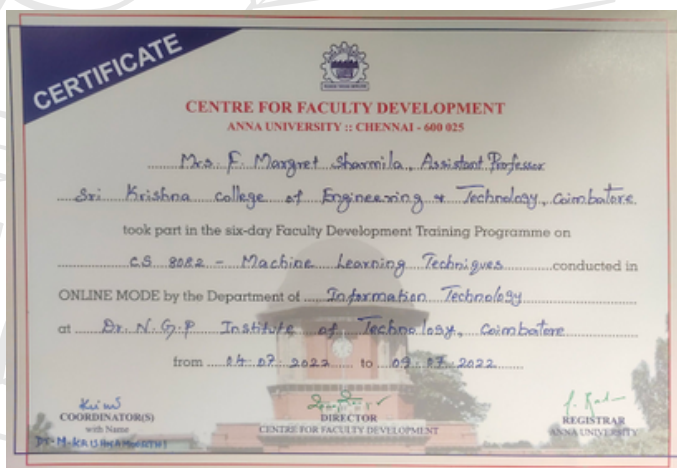 CERTIFICATE
CENTRE FOR FACULTY DEVELOPMENT
ANNA UNIVERSITY :: CHENNAI - 600 025
Mrs. F. Margret Sharmila, Assistant Professor
Sri Krishna college of Engineering & Technology, Coimbatore.
took part in the six-day Faculty Development Training Programme on
CS 8082 - Machine Learning Techniques conducted in
ONLINE MODE by the Department of Information Technology
at Dr. N.G.P Institute of Technology, Coimbatore
from 04.07.2022 to 09.07.2022
COORDINATOR(S)
with Name
Dr. M. KRISHNAMOORTHI
DIRECTOR
CENTRE FOR FACULTY DEVELOPMENT
REGISTRAR
ANNA UNIVERSITY